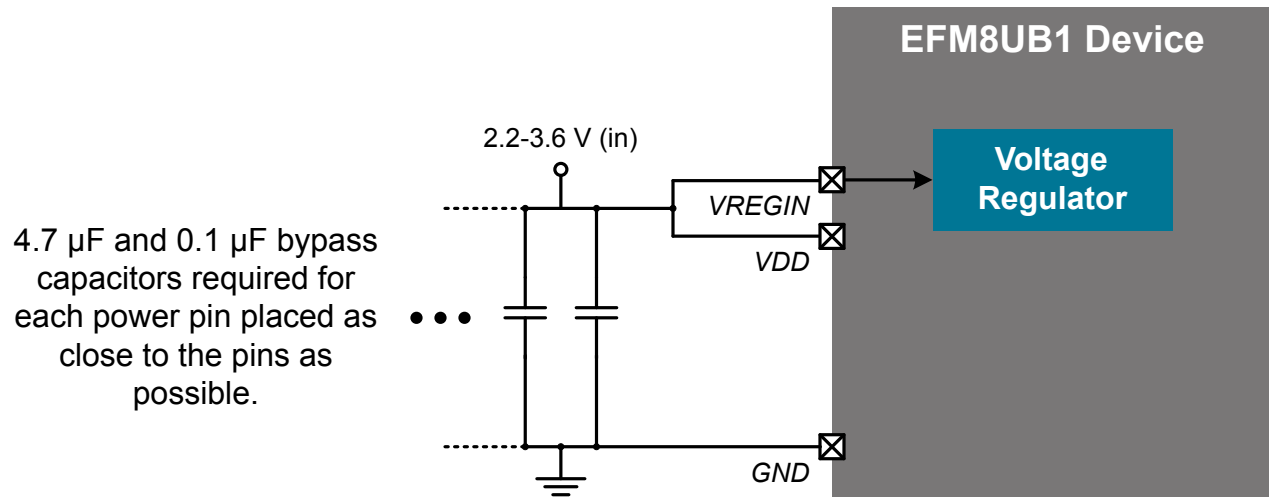 EFM8UB1 Device
2.2-3.6 V (in)
Voltage
Regulator
VREGIN
VDD
4.7 µF and 0.1 µF bypass
capacitors required for
each power pin placed as
close to the pins as
possible.
GND